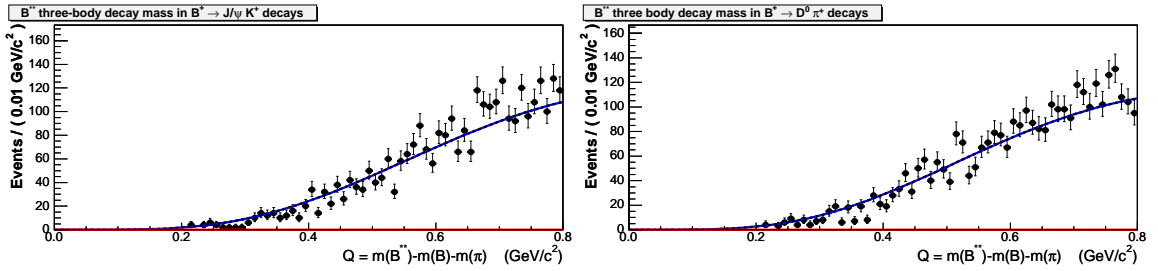 B** three-body decay mass in B⁺ → J/ψ K⁺ decays
Events / ( 0.01 GeV/c² )
160
140
120
100
80
60
40
20
0
0.0 0.2 0.4 0.6 0.8
Q = m(B**)-m(B)-m(π) (GeV/c²)
B** three body decay mass in B⁺ → D⁰ π⁺ decays
Events / ( 0.01 GeV/c² )
160
140
120
100
80
60
40
20
0
0.0 0.2 0.4 0.6 0.8
Q = m(B**)-m(B)-m(π) (GeV/c²)